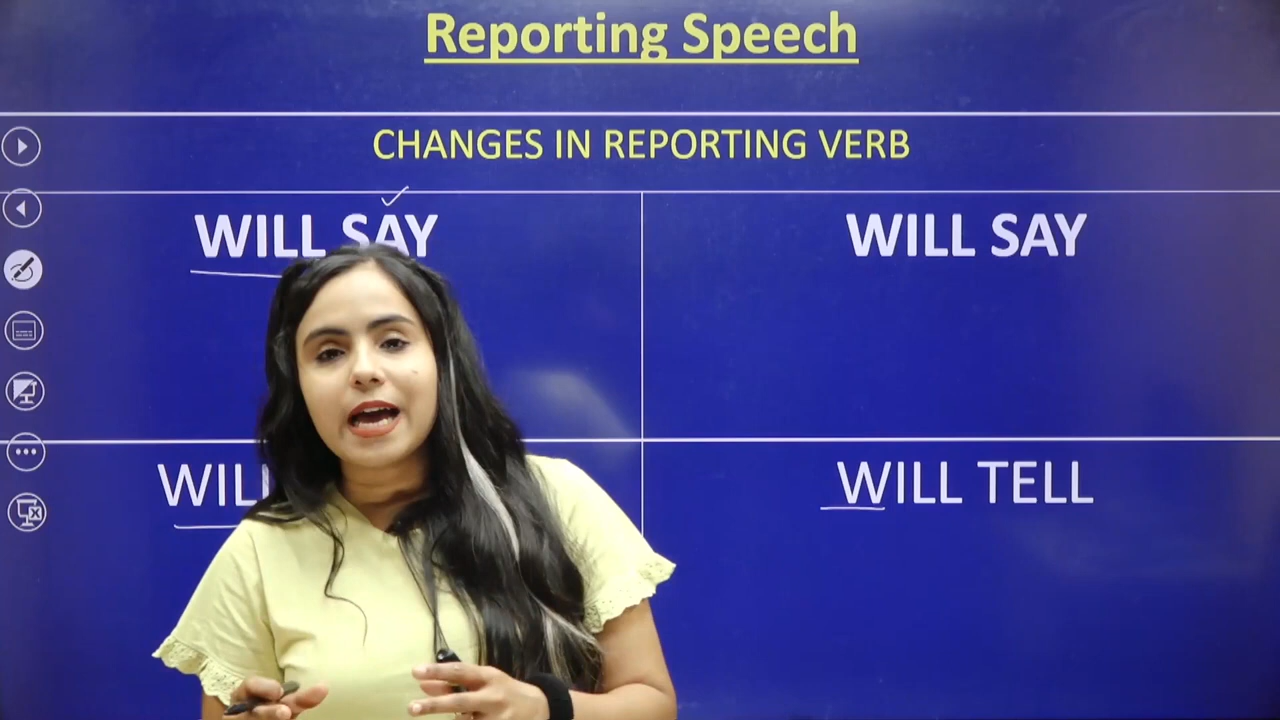 Reporting Speech
CHANGES IN REPORTING VERB
WILL SAY WILL SAY
WILL TELL